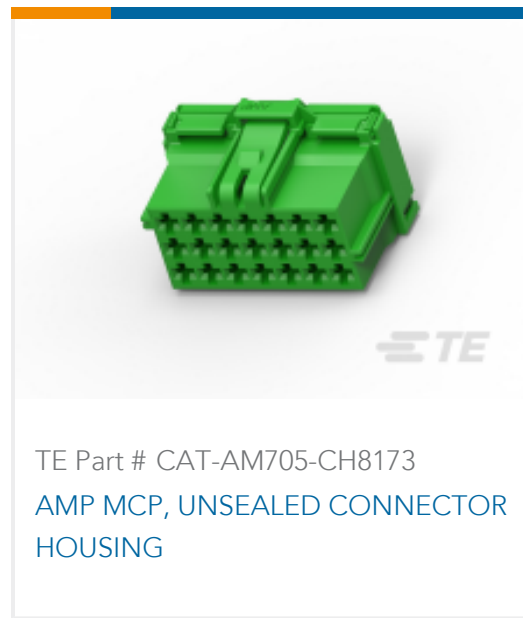 TE
TE Part # CAT-AM705-CH8173
AMP MCP, UNSEALED CONNECTOR
HOUSING